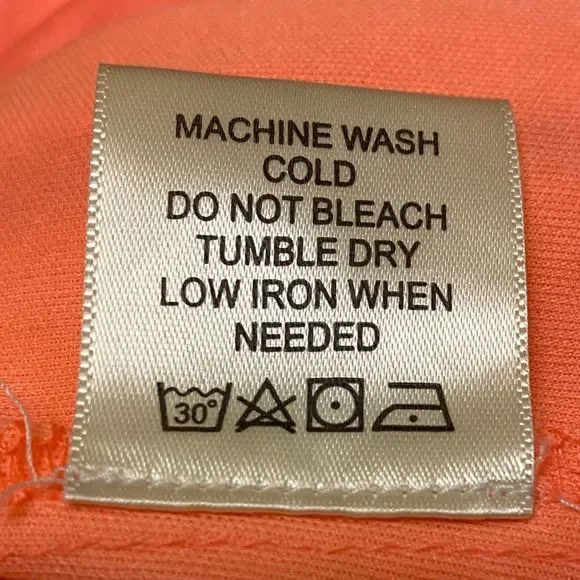 MACHINE WASH
COLD
DO NOT BLEACH
TUMBLE DRY
LOW IRON WHEN
NEEDED
30°